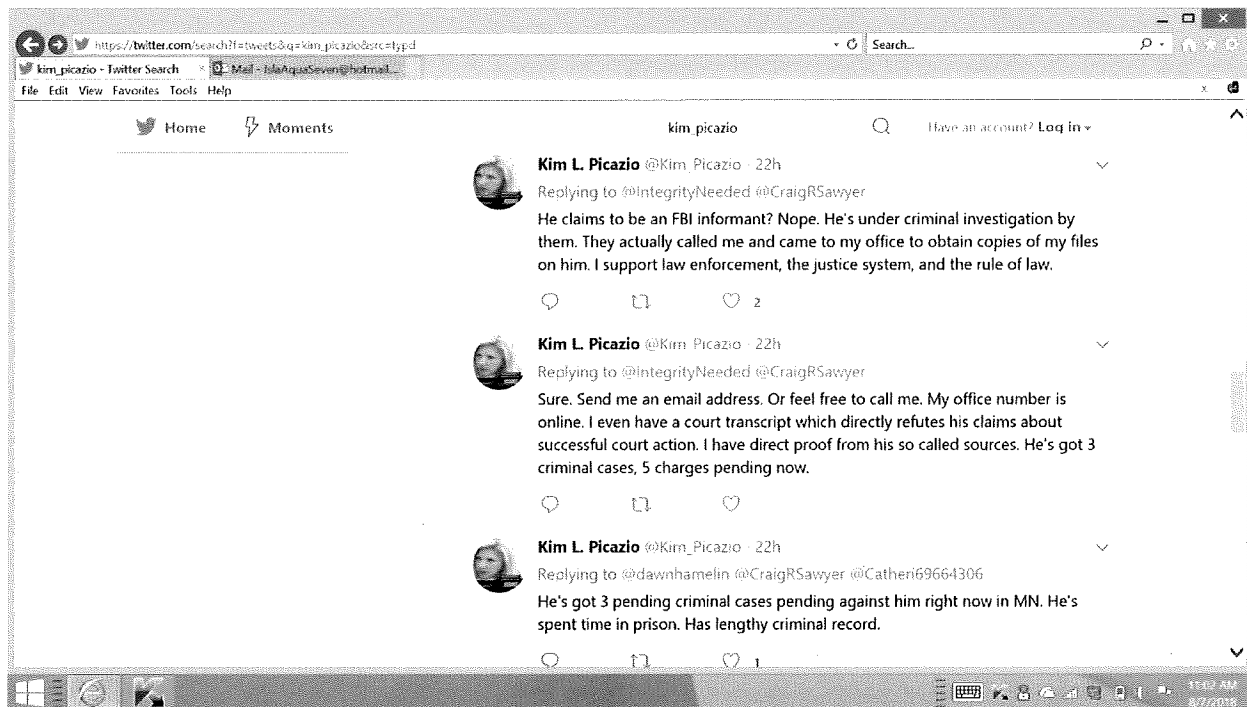 https://twitter.com/search?f=tweets&q=kim_picazio&src=typd
Search...
kim_picazio - Twitter Search
Mail - IslaAquaSeven@hotmail...
File Edit View Favorites Tools Help
Home Moments kim_picazio Have an account? Log in
Kim L. Picazio @Kim_Picazio · 22h
Replying to @IntegrityNeeded @CraigRSawyer
He claims to be an FBI informant? Nope. He's under criminal investigation by
them. They actually called me and came to my office to obtain copies of my files
on him. I support law enforcement, the justice system, and the rule of law.
2
Kim L. Picazio @Kim_Picazio · 22h
Replying to @IntegrityNeeded @CraigRSawyer
Sure. Send me an email address. Or feel free to call me. My office number is
online. I even have a court transcript which directly refutes his claims about
successful court action. I have direct proof from his so called sources. He's got 3
criminal cases, 5 charges pending now.
Kim L. Picazio @Kim_Picazio · 22h
Replying to @dawnhamelin @CraigRSawyer @Catheri69664306
He's got 3 pending criminal cases pending against him right now in MN. He's
spent time in prison. Has lengthy criminal record.
1
11:02 AM
8/7/2018